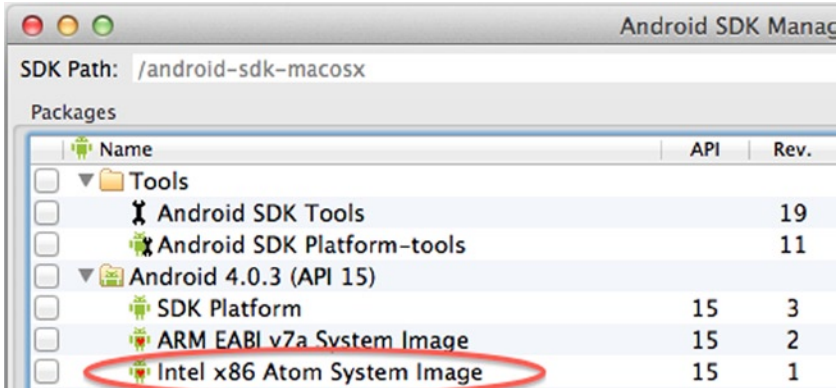 Android SDK Manag
SDK Path: /android-sdk-macosx
Packages
Name API Rev.
Tools
Android SDK Tools 19
Android SDK Platform-tools 11
Android 4.0.3 (API 15)
SDK Platform 15 3
ARM EABI v7a System Image 15 2
Intel x86 Atom System Image 15 1